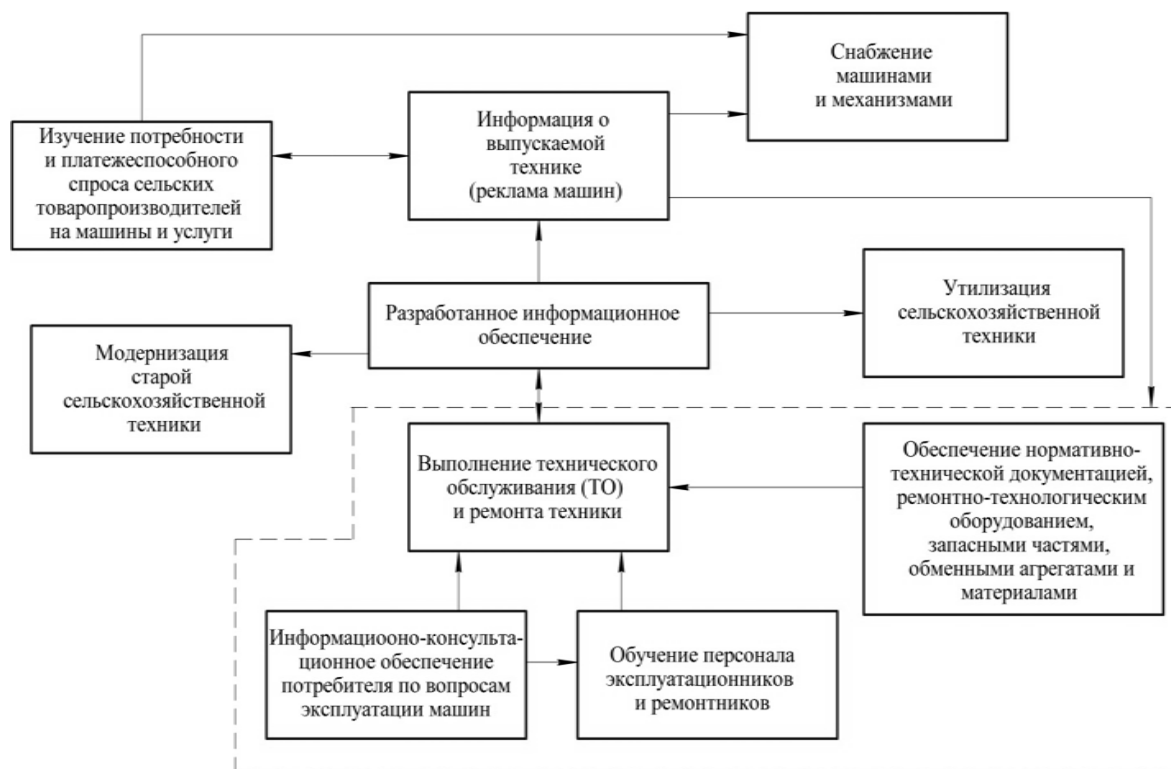 Снабжение
машинами
и механизмами
Информация о
выпускаемой
технике
(реклама машин)
Изучение потребности
и платежеспособного
спроса сельских
товаропроизводителей
на машины и услуги
Утилизация
сельскохозяйственной
техники
Разработанное информационное
обеспечение
Модернизация
старой
сельскохозяйственной
техники
Выполнение технического
обслуживания (ТО)
и ремонта техники
Обеспечение нормативно-
технической документацией,
ремонтно-технологическим
оборудованием,
запасными частями,
обменными агрегатами и
материалами
Информациооно-консульта-
ционное обеспечение
потребителя по вопросам
эксплуатации машин
Обучение персонала
эксплуатационников
и ремонтников